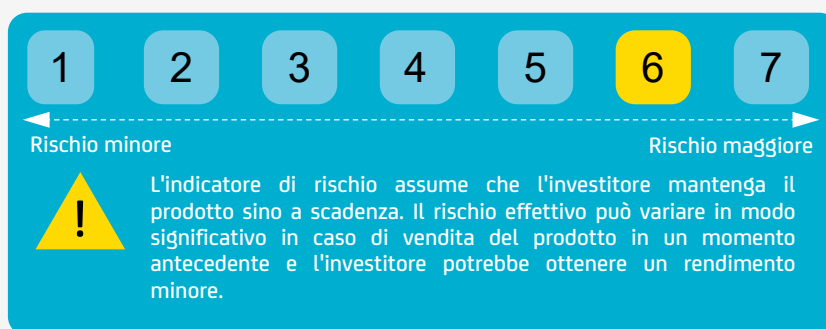 1 2 3 4 5 6 7
Rischio minore Rischio maggiore
!
L'indicatore di rischio assume che l'investitore mantenga il
prodotto sino a scadenza. Il rischio effettivo può variare in modo
significativo in caso di vendita del prodotto in un momento
antecedente e l'investitore potrebbe ottenere un rendimento
minore.